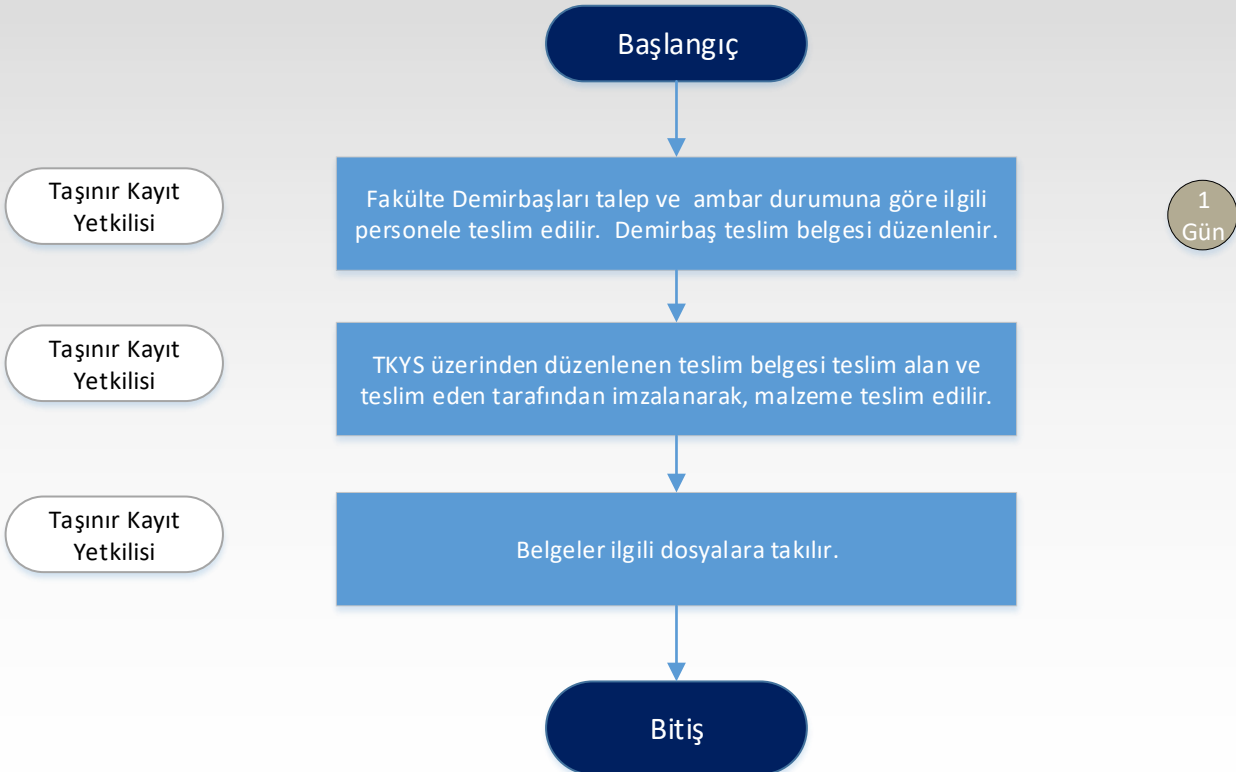 Başlangıç
Taşınır Kayıt
Yetkilisi
Fakülte Demirbaşları talep ve ambar durumuna göre ilgili
personele teslim edilir. Demirbaş teslim belgesi düzenlenir.
1
Gün
Taşınır Kayıt
Yetkilisi
TKYS üzerinden düzenlenen teslim belgesi teslim alan ve
teslim eden tarafından imzalanarak, malzeme teslim edilir.
Taşınır Kayıt
Yetkilisi
Belgeler ilgili dosyalara takılır.
Bitiş